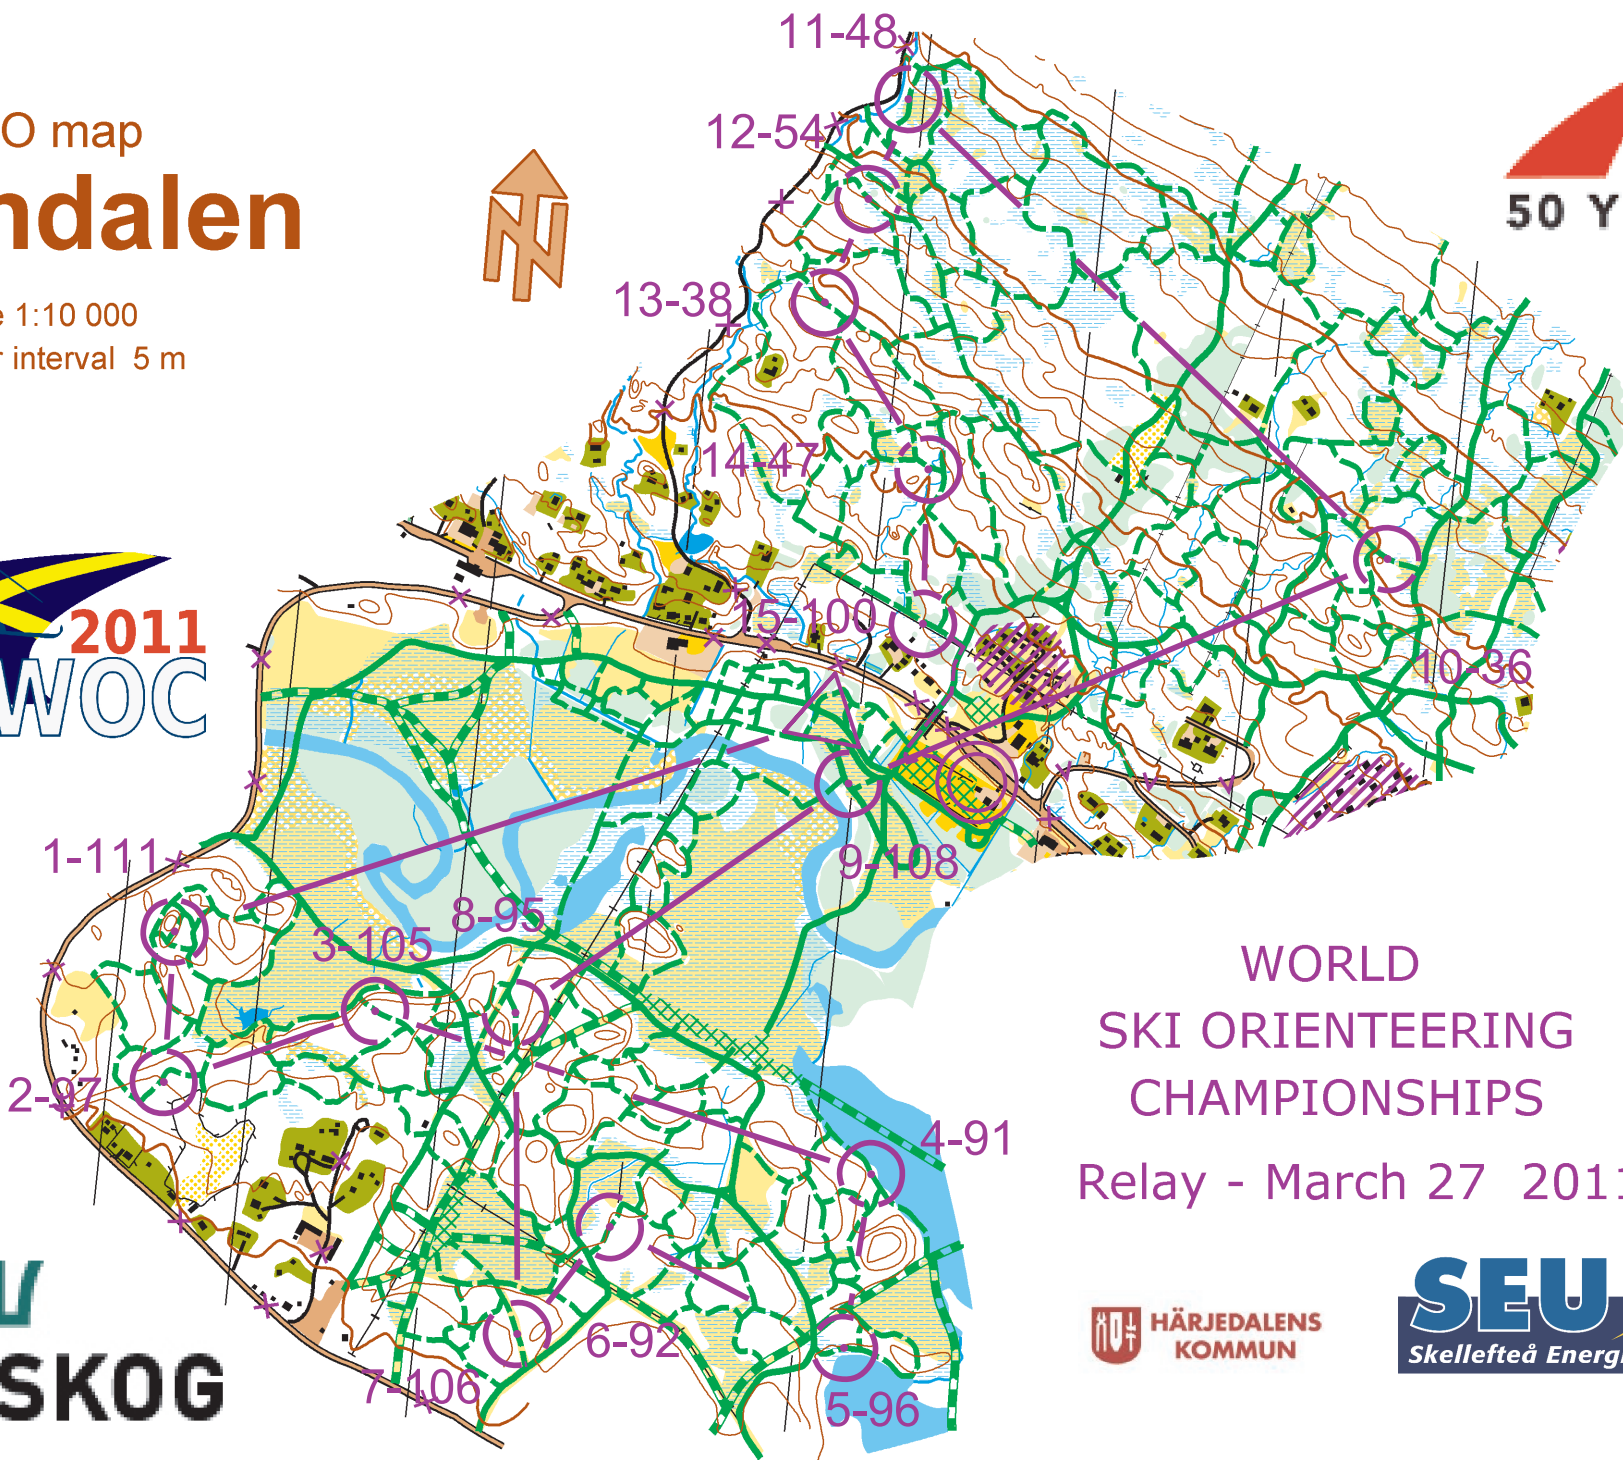 O map
ndalen
e 1:10 000
r interval 5 m
50 Y
2011
WOC
SKOG
11-48
12-54
13-38
14-47
15-100
10-36
1-111
8-95
3-105
9-108
2-97
4-91
6-92
7-106
5-96
WORLD
SKI ORIENTEERING
CHAMPIONSHIPS
Relay - March 27 2011
HÄRJEDALENS
KOMMUN
SEU
Skellefteå Energi